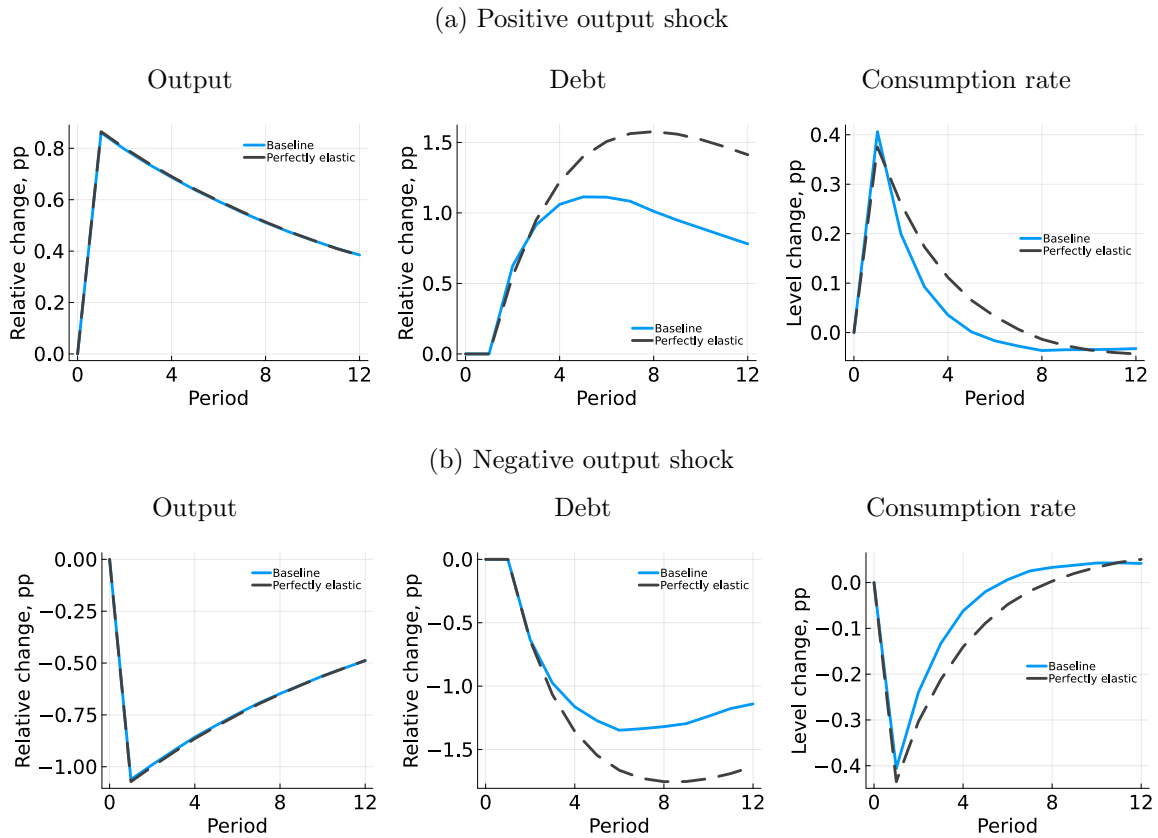 (a) Positive output shock
Output
Debt
Consumption rate
Relative change, pp
0.8
0.6
0.4
0.2
0.0
Baseline
Perfectly elastic
0 4 8 12
Period
Relative change, pp
1.5
1.0
0.5
0.0
Baseline
Perfectly elastic
0 4 8 12
Period
Level change, pp
0.4
0.3
0.2
0.1
0.0
Baseline
Perfectly elastic
0 4 8 12
Period
(b) Negative output shock
Output
Debt
Consumption rate
Relative change, pp
0.00
−0.25
−0.50
−0.75
−1.00
Baseline
Perfectly elastic
0 4 8 12
Period
Relative change, pp
0.0
−0.5
−1.0
−1.5
Baseline
Perfectly elastic
0 4 8 12
Period
Level change, pp
0.0
−0.1
−0.2
−0.3
−0.4
Baseline
Perfectly elastic
0 4 8 12
Period